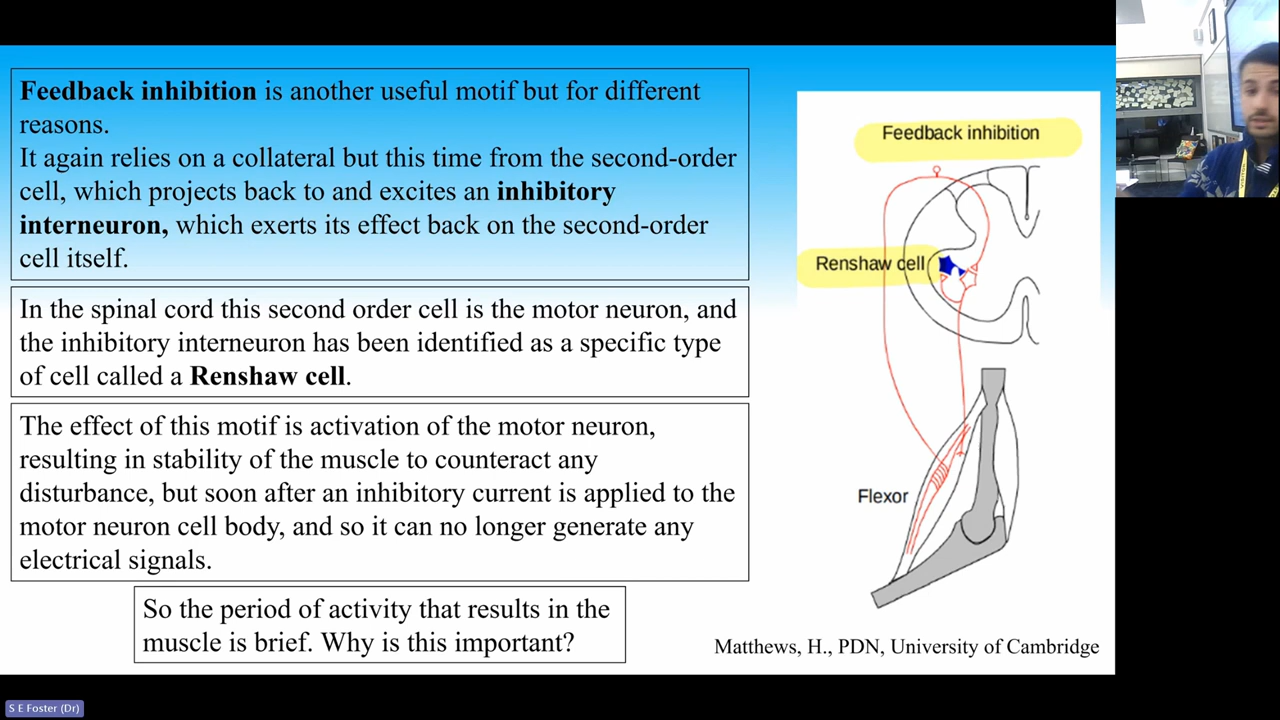 Feedback inhibition is another useful motif but for different
reasons.
It again relies on a collateral but this time from the second-order
cell, which projects back to and excites an inhibitory
interneuron, which exerts its effect back on the second-order
cell itself.
In the spinal cord this second order cell is the motor neuron, and
the inhibitory interneuron has been identified as a specific type
of cell called a Renshaw cell.
The effect of this motif is activation of the motor neuron,
resulting in stability of the muscle to counteract any
disturbance, but soon after an inhibitory current is applied to the
motor neuron cell body, and so it can no longer generate any
electrical signals.
So the period of activity that results in the
muscle is brief. Why is this important?
Feedback inhibition
Renshaw cell
Flexor
Matthews, H., PDN, University of Cambridge
S E Foster (Dr)